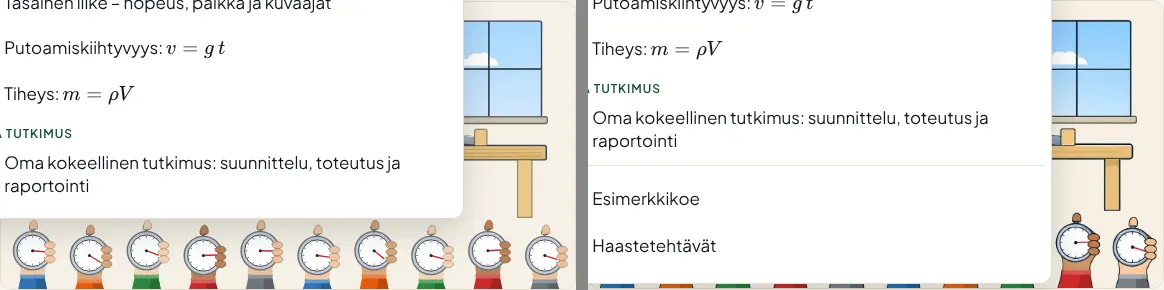 Tasainen liike – nopeus, paikka ja kuvaajat
Putoamiskiihtyvyys: v = g t
Tiheys: m = ρV
TUTKIMUS
Oma kokeellinen tutkimus: suunnittelu, toteutus ja
raportointi
Putoamiskiihtyvyys: v = g t
Tiheys: m = ρV
TUTKIMUS
Oma kokeellinen tutkimus: suunnittelu, toteutus ja
raportointi
Esimerkkikoe
Haastetehtävät